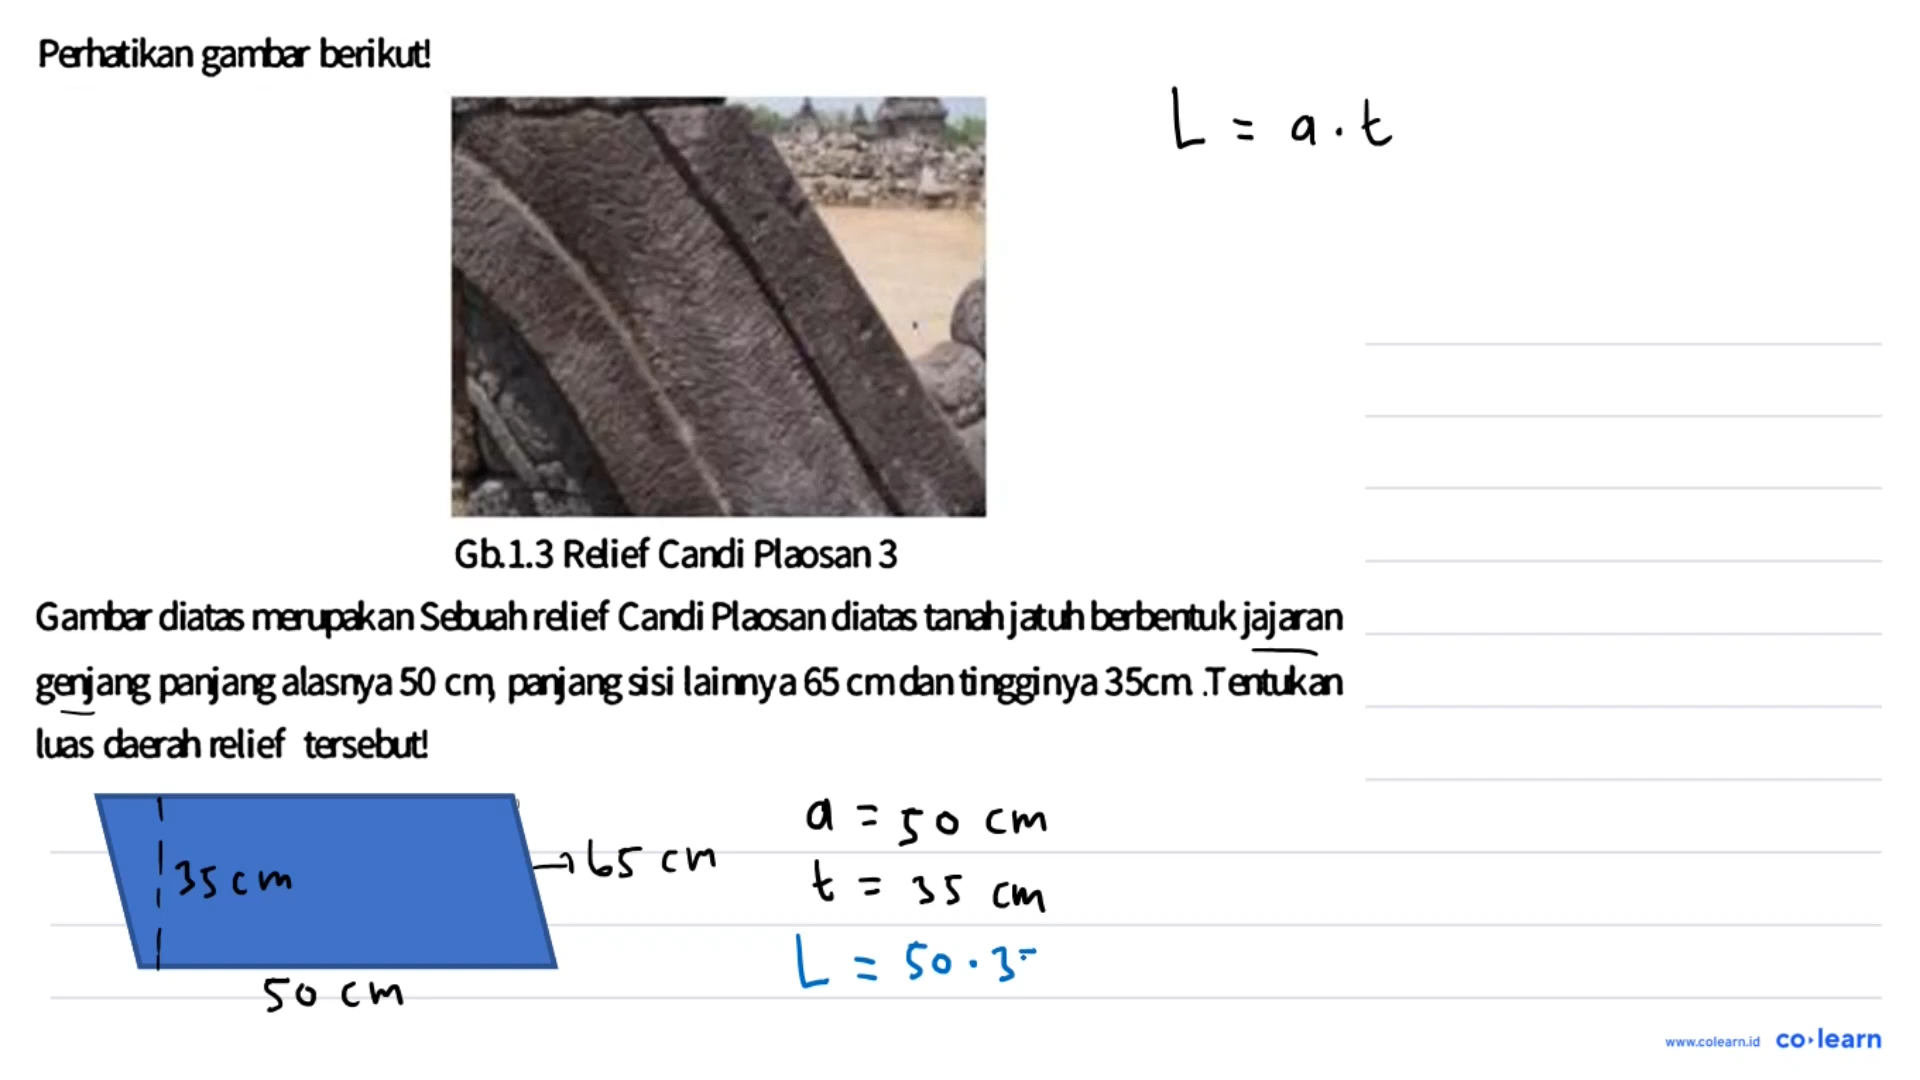 Perhatikan gambar berikut!
L = a . t
Gb.1.3 Relief Candi Plaosan 3
Gambar diatas merupakan Sebuah relief Candi Plaosan diatas tanah jatuh berbentuk jajaran
genjang panjang alasnya 50 cm, panjang sisi lainnya 65 cm dan tingginya 35cm .Tentukan
luas daerah relief tersebut!
35 cm
65 cm
50 cm
a = 50 cm
t = 35 cm
L = 50 . 3
www.colearn.id co learn